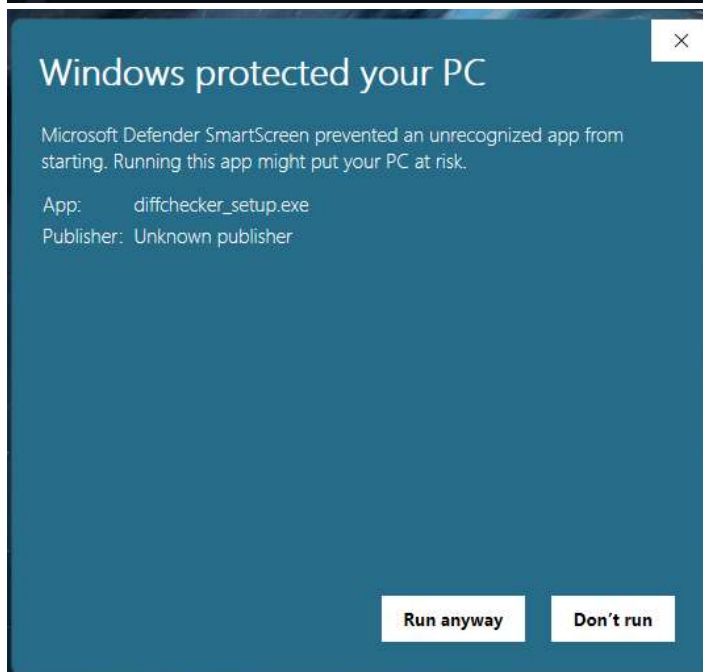 Windows protected your PC
Microsoft Defender SmartScreen prevented an unrecognized app from
starting. Running this app might put your PC at risk.
App: diffchecker_setup.exe
Publisher: Unknown publisher
Run anyway Don't run